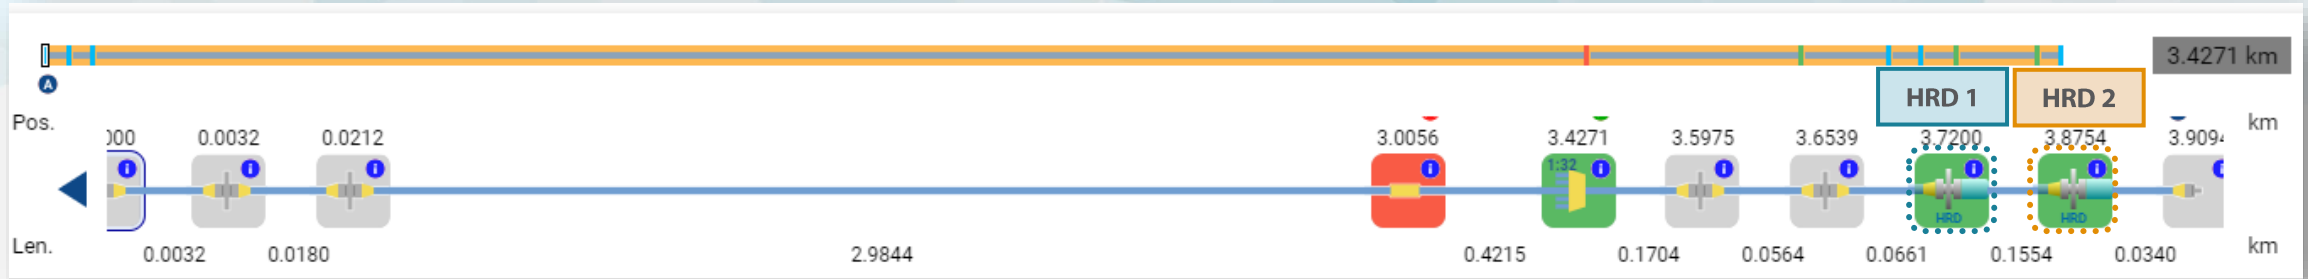 3.4271 km
A
HRD 1 HRD 2
Pos. 000 0.0032 0.0212 3.0056 3.4271 3.5975 3.6539 3.7200 3.8754 3.9094 km
i i i i i i i i i i
1:32
HRD HRD
Len. 0.0032 0.0180 2.9844 0.4215 0.1704 0.0564 0.0661 0.1554 0.0340 km